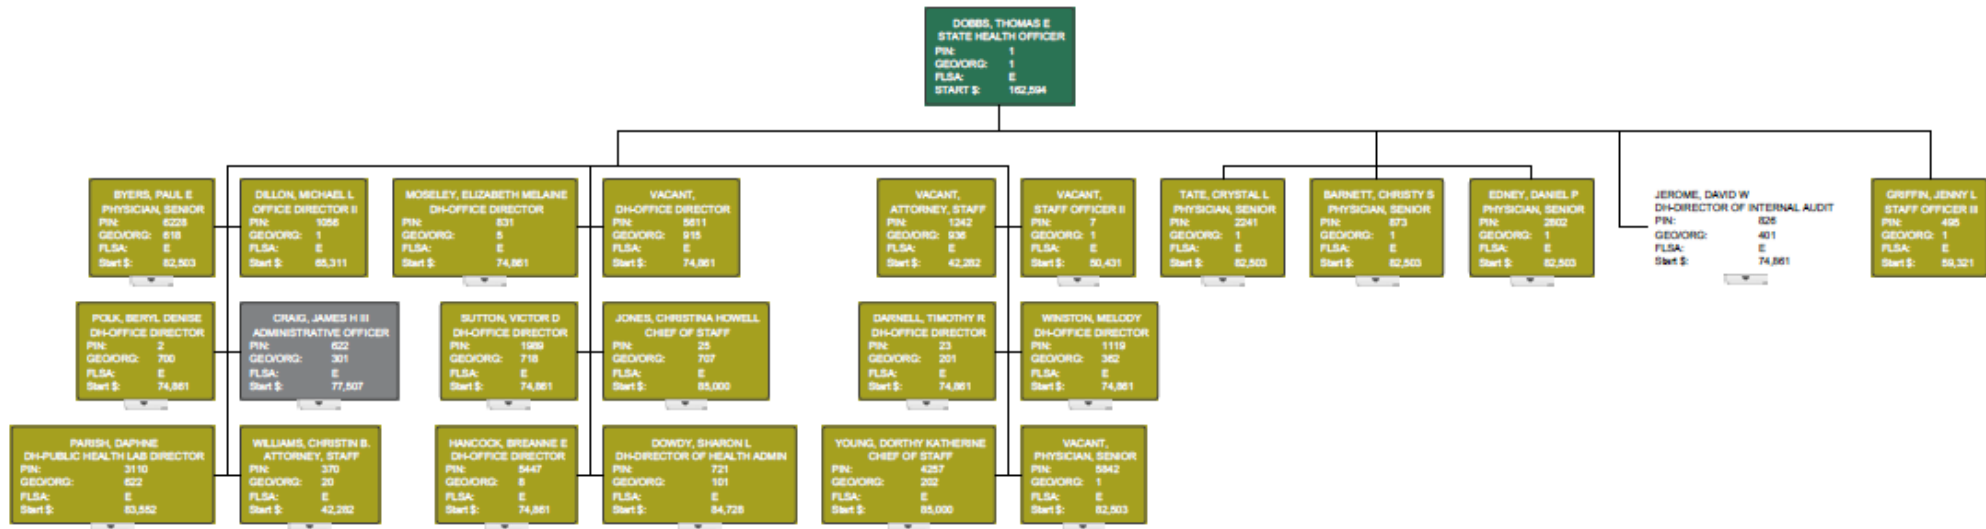 DOBBS, THOMAS E
STATE HEALTH OFFICER
PIN: 1
GEO/ORG: 1
FLSA: E
START $: 162,594
BYERS, PAUL E
PHYSICIAN, SENIOR
PIN: 6228
GEO/ORG: 618
FLSA: E
Start $: 82,503
DILLON, MICHAEL L
OFFICE DIRECTOR II
PIN: 1056
GEO/ORG: 1
FLSA: E
Start $: 65,311
MOSELEY, ELIZABETH MELAINE
DH-OFFICE DIRECTOR
PIN: 831
GEO/ORG: 5
FLSA: E
Start $: 74,861
VACANT,
DH-OFFICE DIRECTOR
PIN: 5611
GEO/ORG: 915
FLSA: E
Start $: 74,861
VACANT,
ATTORNEY, STAFF
PIN: 1242
GEO/ORG: 936
FLSA: E
Start $: 42,282
VACANT,
STAFF OFFICER II
PIN: 7
GEO/ORG: 1
FLSA: E
Start $: 50,431
TATE, CRYSTAL L
PHYSICIAN, SENIOR
PIN: 2241
GEO/ORG: 1
FLSA: E
Start $: 82,503
BARNETT, CHRISTY S
PHYSICIAN, SENIOR
PIN: 873
GEO/ORG: 1
FLSA: E
Start $: 82,503
EDNEY, DANIEL P
PHYSICIAN, SENIOR
PIN: 2802
GEO/ORG: 1
FLSA: E
Start $: 82,503
JEROME, DAVID W
DH-DIRECTOR OF INTERNAL AUDIT
PIN: 826
GEO/ORG: 401
FLSA: E
Start $: 74,861
GRIFFIN, JENNY L
STAFF OFFICER III
PIN: 495
GEO/ORG: 1
FLSA: E
Start $: 59,321
POLK, BERYL DENISE
DH-OFFICE DIRECTOR
PIN: 2
GEO/ORG: 700
FLSA: E
Start $: 74,861
CRAIG, JAMES H III
ADMINISTRATIVE OFFICER
PIN: 622
GEO/ORG: 301
FLSA: E
Start $: 77,507
SUTTON, VICTOR D
DH-OFFICE DIRECTOR
PIN: 1989
GEO/ORG: 718
FLSA: E
Start $: 74,861
JONES, CHRISTINA HOWELL
CHIEF OF STAFF
PIN: 25
GEO/ORG: 707
FLSA: E
Start $: 85,000
DARNELL, TIMOTHY R
DH-OFFICE DIRECTOR
PIN: 23
GEO/ORG: 201
FLSA: E
Start $: 74,861
WINSTON, MELODY
DH-OFFICE DIRECTOR
PIN: 1119
GEO/ORG: 362
FLSA: E
Start $: 74,861
PARISH, DAPHNE
DH-PUBLIC HEALTH LAB DIRECTOR
PIN: 3110
GEO/ORG: 622
FLSA: E
Start $: 83,552
WILLIAMS, CHRISTIN B.
ATTORNEY, STAFF
PIN: 370
GEO/ORG: 20
FLSA: E
Start $: 42,282
HANCOCK, BREANNE E
DH-OFFICE DIRECTOR
PIN: 5447
GEO/ORG: 8
FLSA: E
Start $: 74,861
DOWDY, SHARON L
DH-DIRECTOR OF HEALTH ADMIN
PIN: 721
GEO/ORG: 101
FLSA: E
Start $: 84,728
YOUNG, DORTHY KATHERINE
CHIEF OF STAFF
PIN: 4257
GEO/ORG: 202
FLSA: E
Start $: 85,000
VACANT,
PHYSICIAN, SENIOR
PIN: 5842
GEO/ORG: 1
FLSA: E
Start $: 82,503